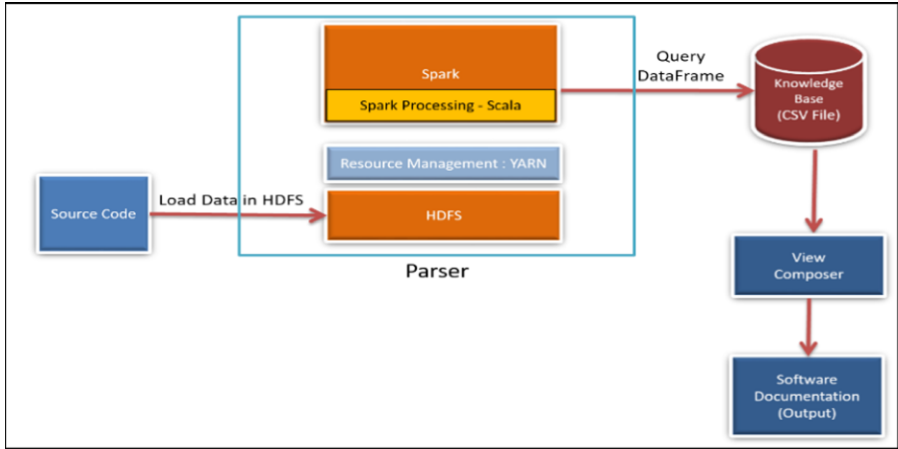 Spark
Spark Processing - Scala
Query
DataFrame
Knowledge
Base
(CSV File)
Resource Management : YARN
Source Code
Load Data in HDFS
HDFS
Parser
View
Composer
Software
Documentation
(Output)